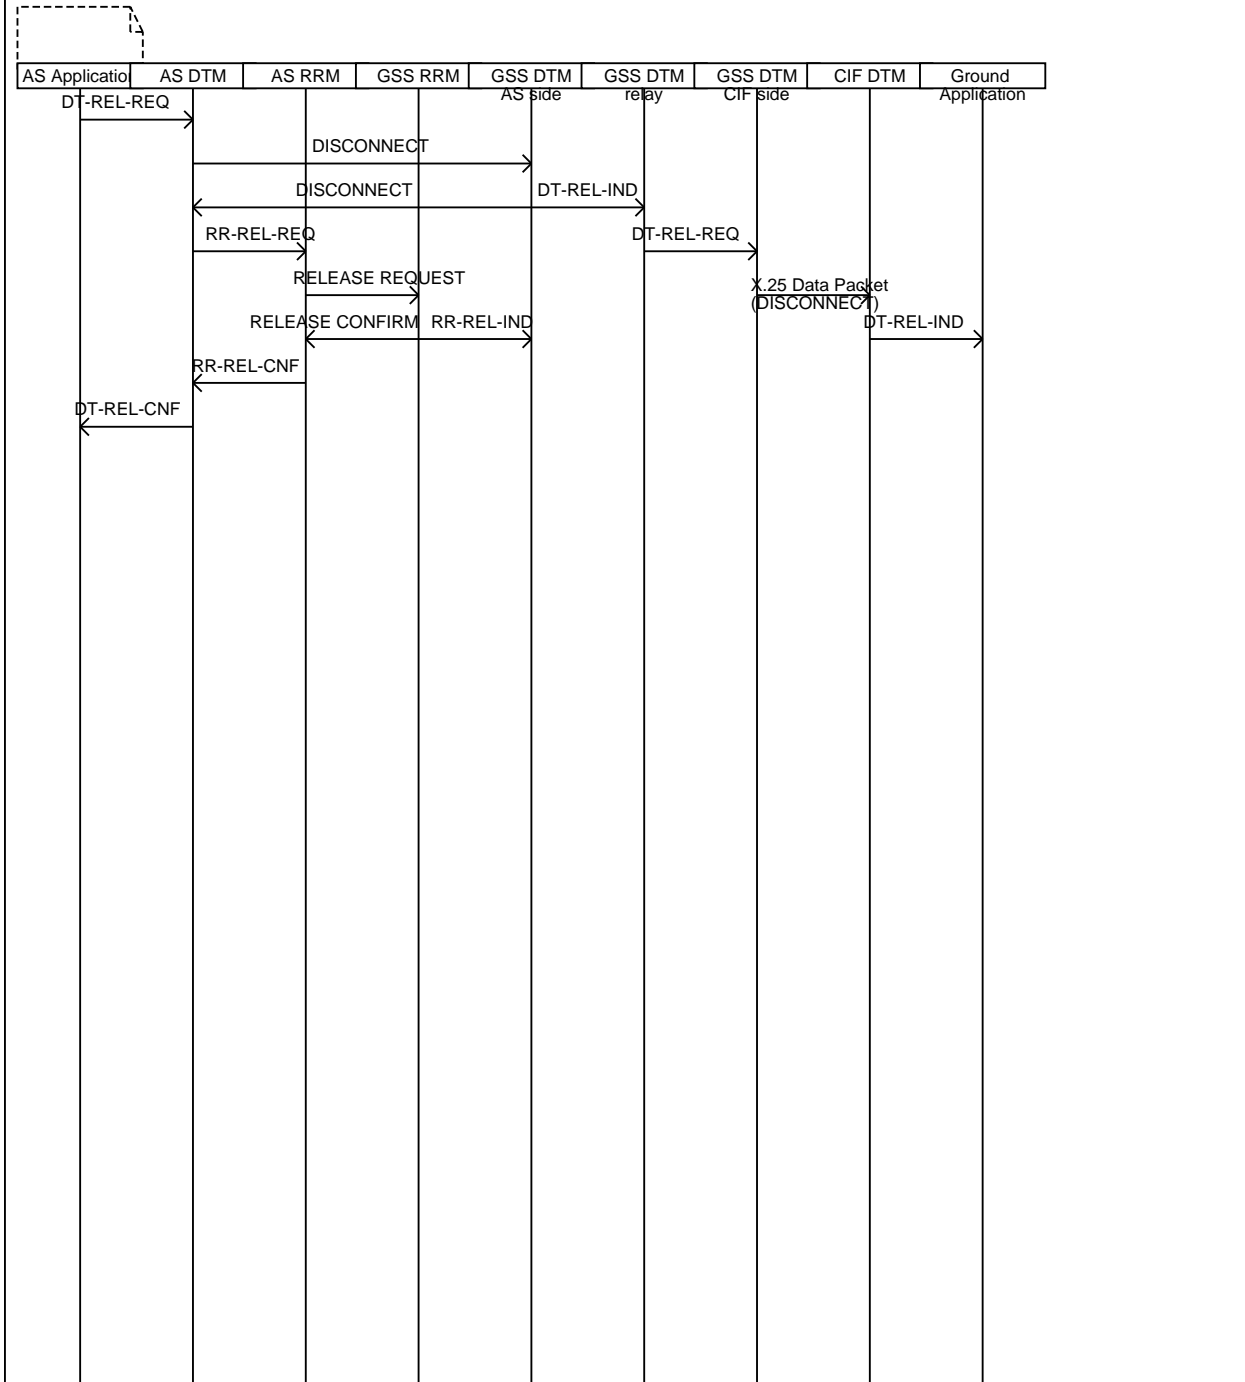 AS Application
AS DTM
AS RRM
GSS RRM
GSS DTM
AS side
GSS DTM
relay
GSS DTM
CIF side
CIF DTM
Ground
Application
DT-REL-REQ
DISCONNECT
DISCONNECT
DT-REL-IND
RR-REL-REQ
DT-REL-REQ
RELEASE REQUEST
X.25 Data Packet
(DISCONNECT)
RELEASE CONFIRM
RR-REL-IND
DT-REL-IND
RR-REL-CNF
DT-REL-CNF